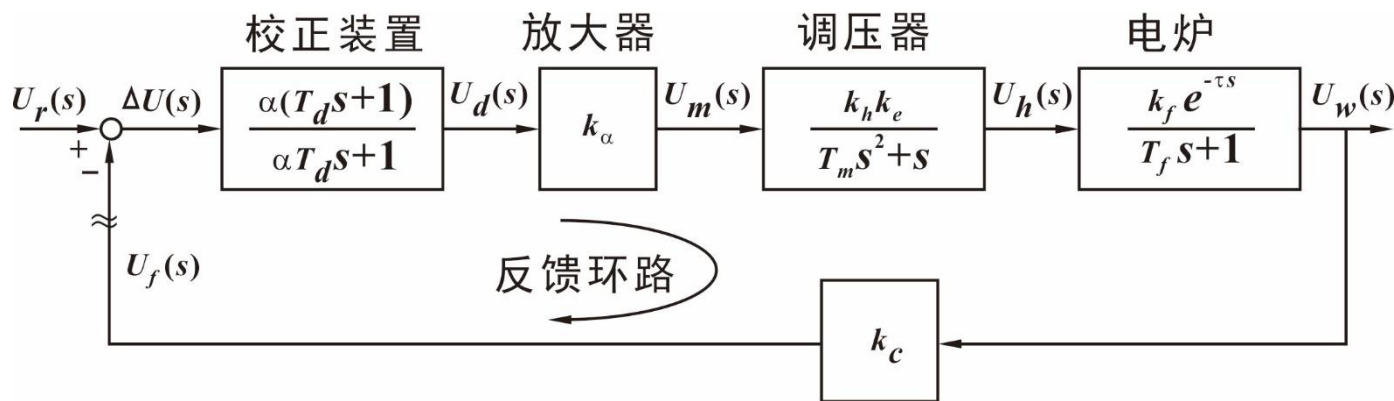 校正装置 放大器 调压器 电炉
U_r(s) ΔU(s) α(T_d s+1) / (αT_d s+1) U_d(s) k_α U_m(s) k_h k_e / (T_m s^2+s) U_h(s) k_f e^{-τs} / (T_f s+1) U_w(s)
+
−
≈
U_f(s) 反馈环路
k_c